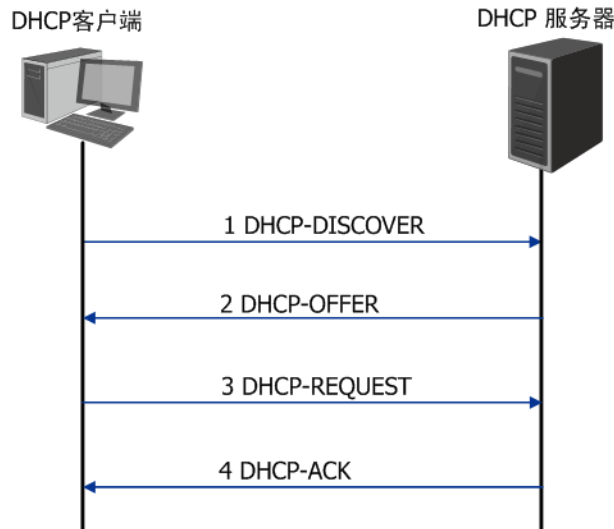 DHCP客户端
DHCP 服务器
1 DHCP-DISCOVER
2 DHCP-OFFER
3 DHCP-REQUEST
4 DHCP-ACK